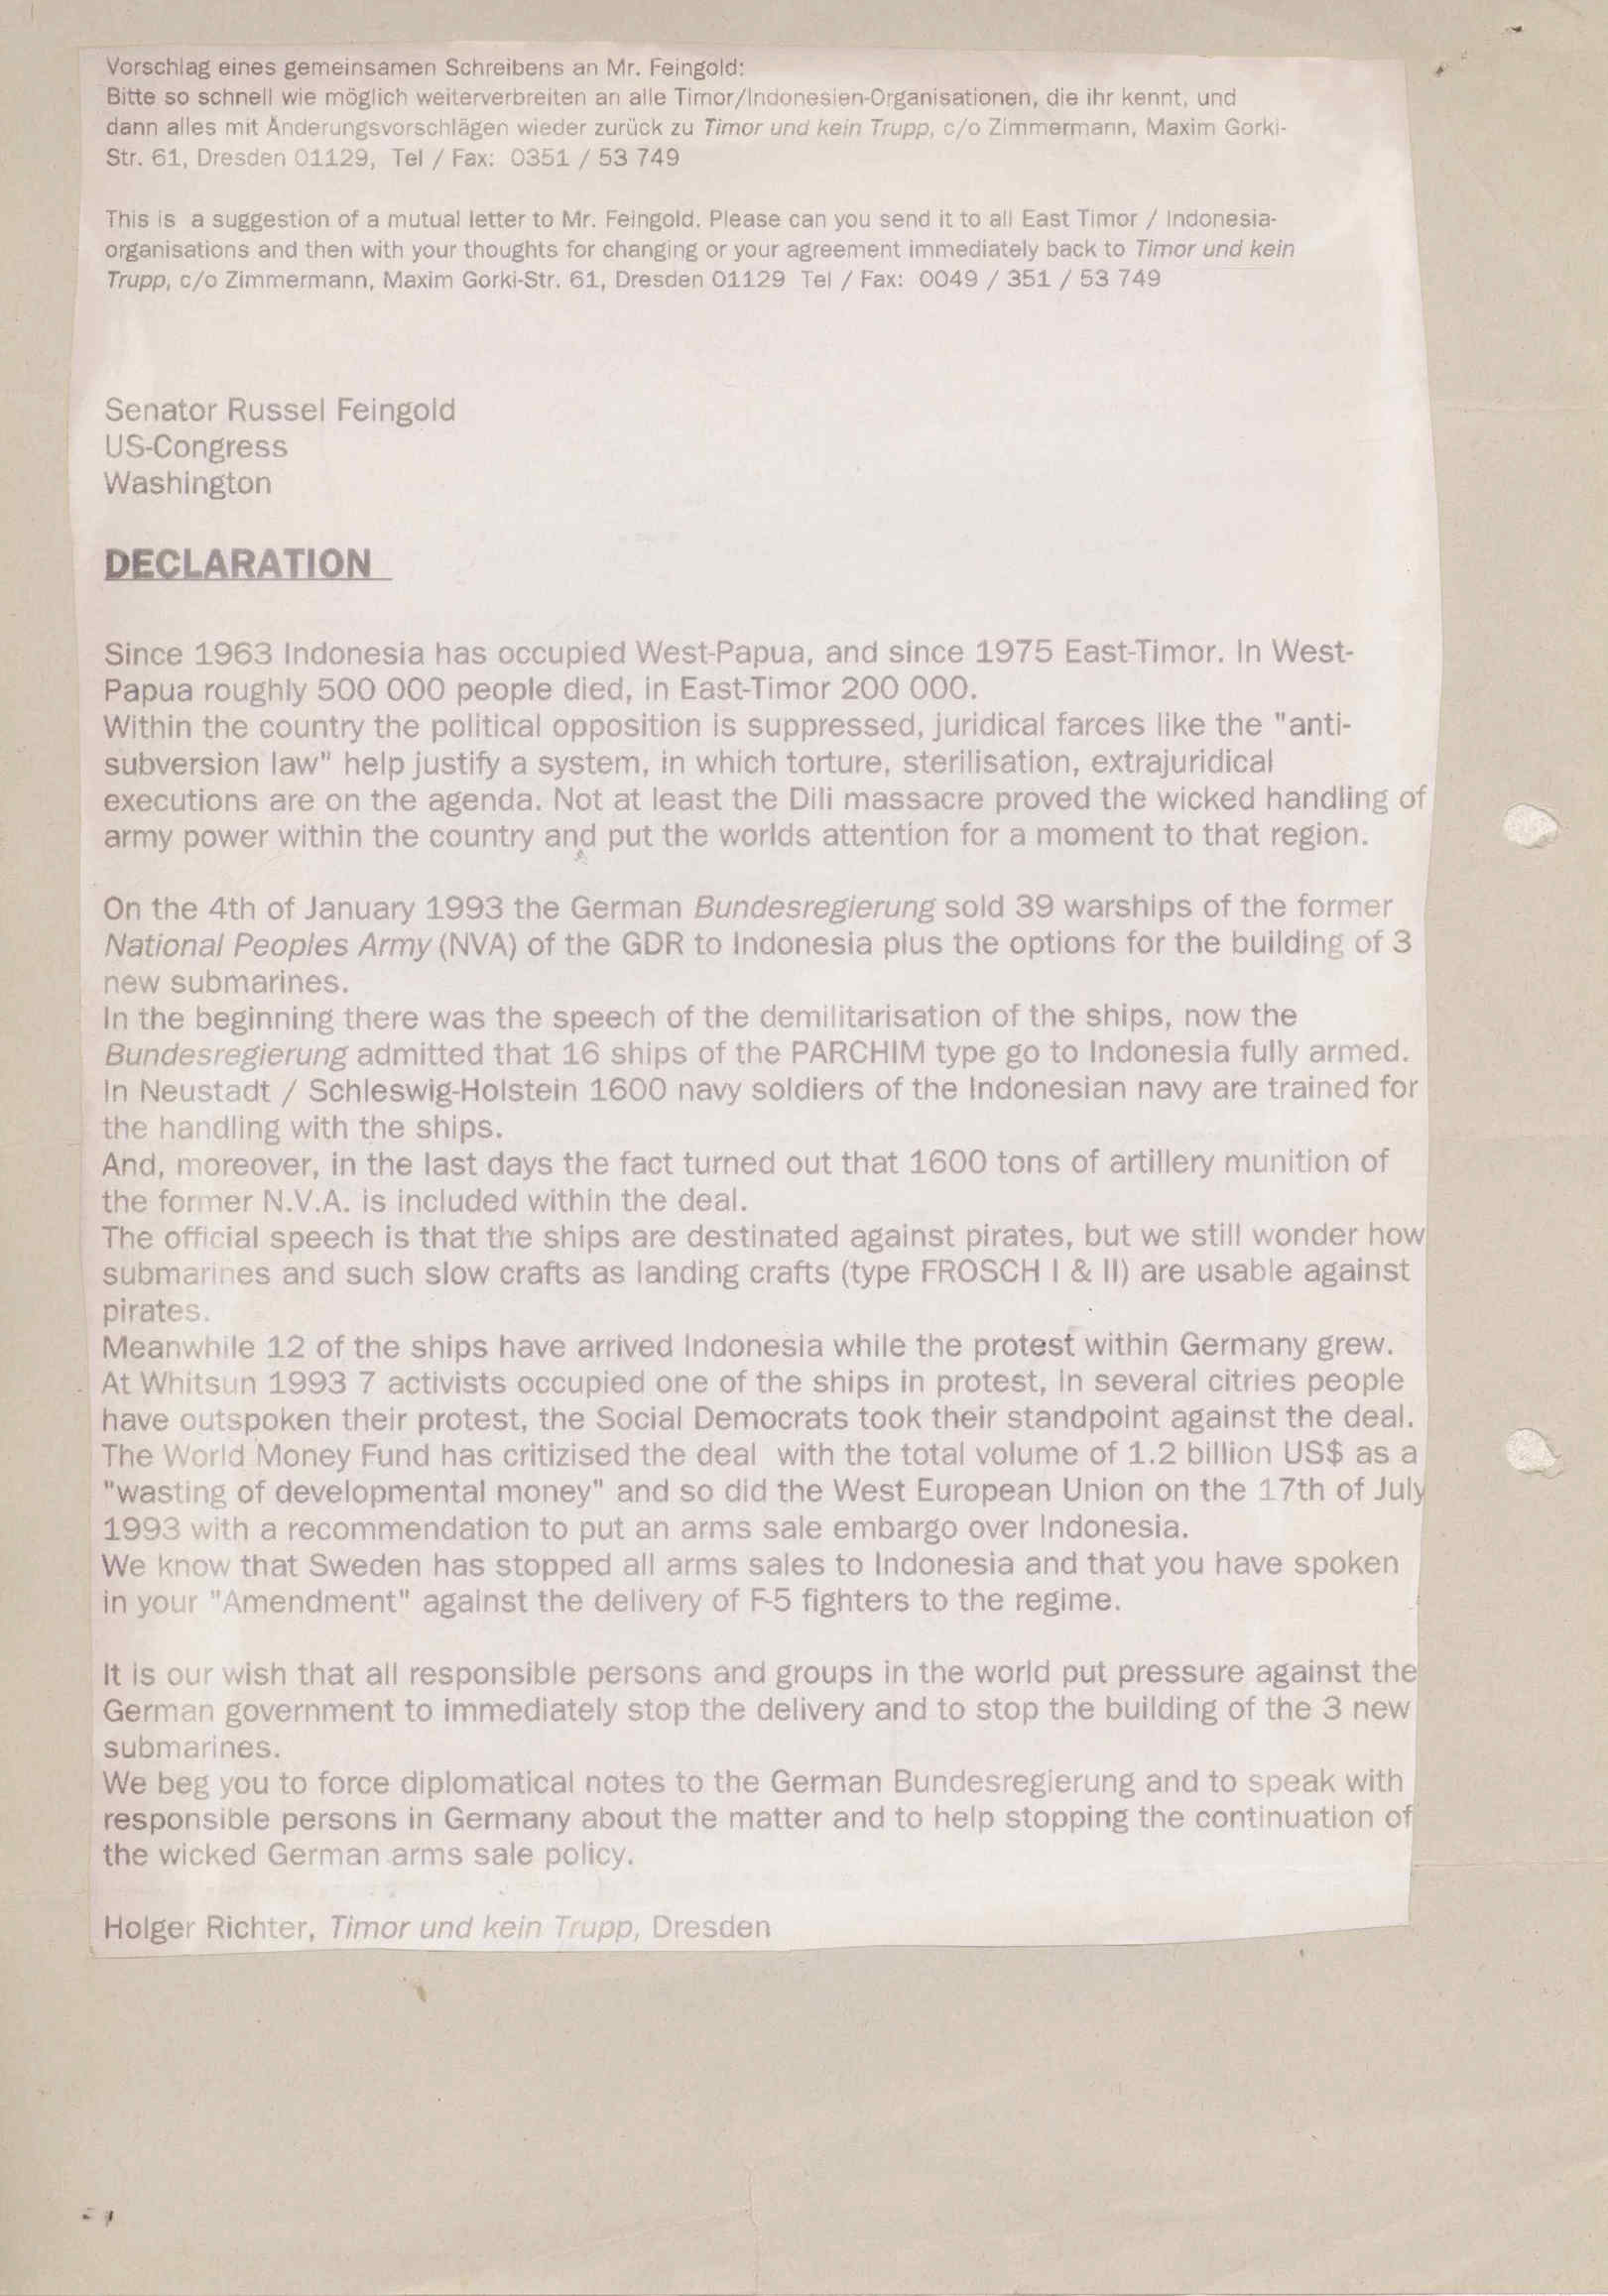 Vorschlag eines gemeinsamen Schreibens an Mr. Feingold:
Bitte so schnell wie möglich weiterverbreiten an alle Timor/Indonesien-Organisationen, die ihr kennt, und
dann alles mit Änderungsvorschlägen wieder zurück zu Timor und kein Trupp, c/o Zimmermann, Maxim Gorki-
Str. 61, Dresden 01129, Tel / Fax: 0351 / 53 749
This is a suggestion of a mutual letter to Mr. Feingold. Please can you send it to all East Timor / Indonesia-
organisations and then with your thoughts for changing or your agreement immediately back to Timor und kein
Trupp, c/o Zimmermann, Maxim Gorki-Str. 61, Dresden 01129 Tel / Fax: 0049 / 351 / 53 749
Senator Russel Feingold
US-Congress
Washington
DECLARATION
Since 1963 Indonesia has occupied West-Papua, and since 1975 East-Timor. In West-
Papua roughly 500 000 people died, in East-Timor 200 000.
Within the country the political opposition is suppressed, juridical farces like the "anti-
subversion law" help justify a system, in which torture, sterilisation, extrajuridical
executions are on the agenda. Not at least the Dili massacre proved the wicked handling of
army power within the country and put the worlds attention for a moment to that region.
On the 4th of January 1993 the German Bundesregierung sold 39 warships of the former
National Peoples Army (NVA) of the GDR to Indonesia plus the options for the building of 3
new submarines.
In the beginning there was the speech of the demilitarisation of the ships, now the
Bundesregierung admitted that 16 ships of the PARCHIM type go to Indonesia fully armed.
In Neustadt / Schleswig-Holstein 1600 navy soldiers of the Indonesian navy are trained for
the handling with the ships.
And, moreover, in the last days the fact turned out that 1600 tons of artillery munition of
the former N.V.A. is included within the deal.
The official speech is that the ships are destinated against pirates, but we still wonder how
submarines and such slow crafts as landing crafts (type FROSCH I & II) are usable against
pirates.
Meanwhile 12 of the ships have arrived Indonesia while the protest within Germany grew.
At Whitsun 1993 7 activists occupied one of the ships in protest, in several citries people
have outspoken their protest, the Social Democrats took their standpoint against the deal.
The World Money Fund has critizised the deal with the total volume of 1.2 billion US$ as a
"wasting of developmental money" and so did the West European Union on the 17th of July
1993 with a recommendation to put an arms sale embargo over Indonesia.
We know that Sweden has stopped all arms sales to Indonesia and that you have spoken
in your "Amendment" against the delivery of F-5 fighters to the regime.
It is our wish that all responsible persons and groups in the world put pressure against the
German government to immediately stop the delivery and to stop the building of the 3 new
submarines.
We beg you to force diplomatical notes to the German Bundesregierung and to speak with
responsible persons in Germany about the matter and to help stopping the continuation of
the wicked German arms sale policy.
Holger Richter, Timor und kein Trupp, Dresden